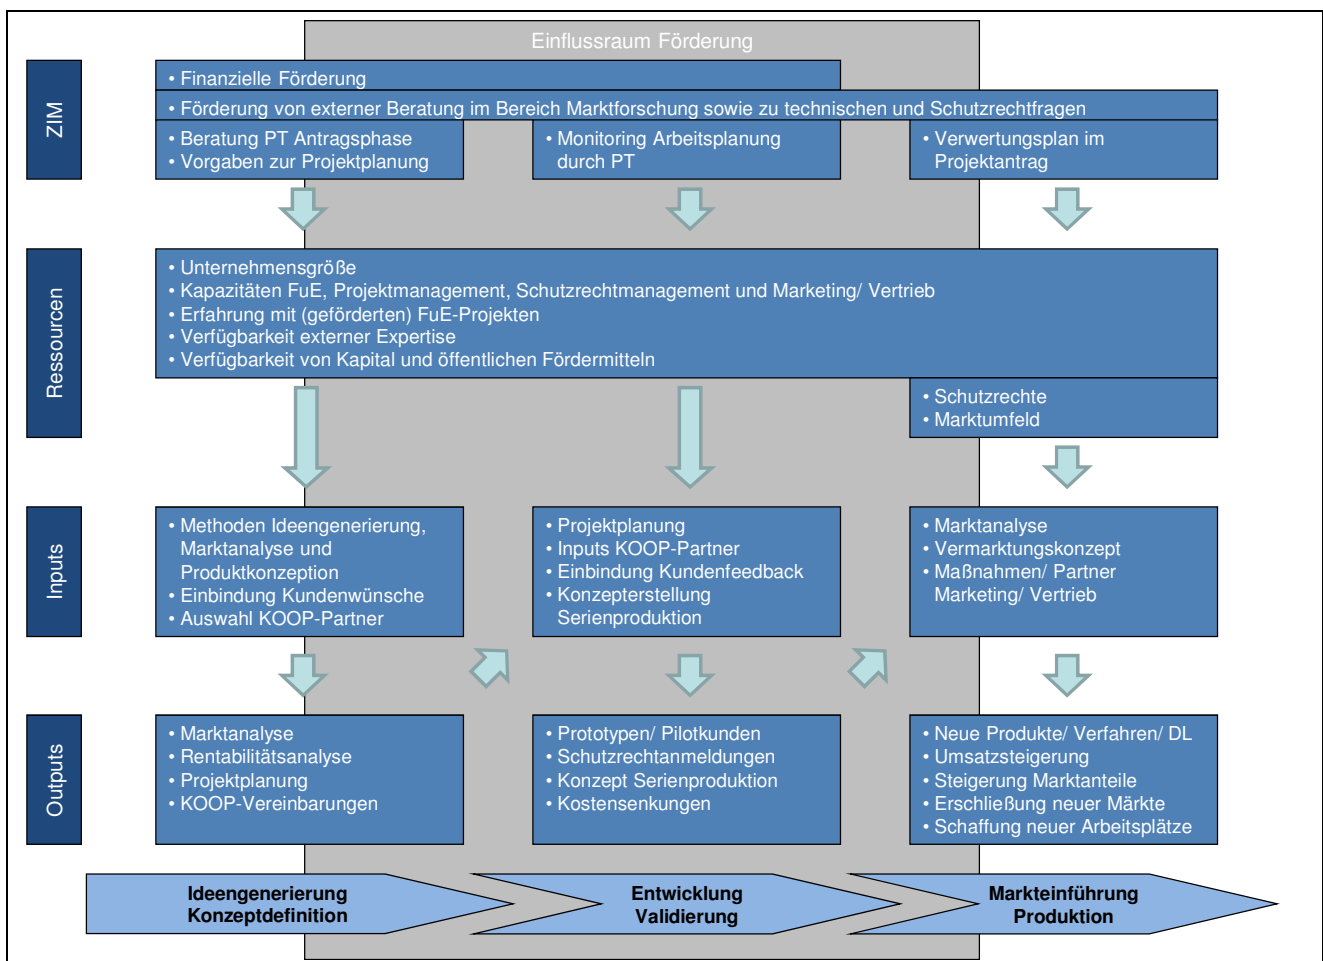 Einflussraum Förderung
ZIM
• Finanzielle Förderung
• Förderung von externer Beratung im Bereich Marktforschung sowie zu technischen und Schutzrechtfragen
• Beratung PT Antragsphase
• Vorgaben zur Projektplanung
• Monitoring Arbeitsplanung
durch PT
• Verwertungsplan im
Projektantrag
Ressourcen
• Unternehmensgröße
• Kapazitäten FuE, Projektmanagement, Schutzrechtmanagement und Marketing/ Vertrieb
• Erfahrung mit (geförderten) FuE-Projekten
• Verfügbarkeit externer Expertise
• Verfügbarkeit von Kapital und öffentlichen Fördermitteln
• Schutzrechte
• Marktumfeld
Inputs
• Methoden Ideengenerierung,
Marktanalyse und
Produktkonzeption
• Einbindung Kundenwünsche
• Auswahl KOOP-Partner
• Projektplanung
• Inputs KOOP-Partner
• Einbindung Kundenfeedback
• Konzepterstellung
Serienproduktion
• Marktanalyse
• Vermarktungskonzept
• Maßnahmen/ Partner
Marketing/ Vertrieb
Outputs
• Marktanalyse
• Rentabilitätsanalyse
• Projektplanung
• KOOP-Vereinbarungen
• Prototypen/ Pilotkunden
• Schutzrechtanmeldungen
• Konzept Serienproduktion
• Kostensenkungen
• Neue Produkte/ Verfahren/ DL
• Umsatzsteigerung
• Steigerung Marktanteile
• Erschließung neuer Märkte
• Schaffung neuer Arbeitsplätze
Ideengenerierung
Konzeptdefinition
Entwicklung
Validierung
Markteinführung
Produktion